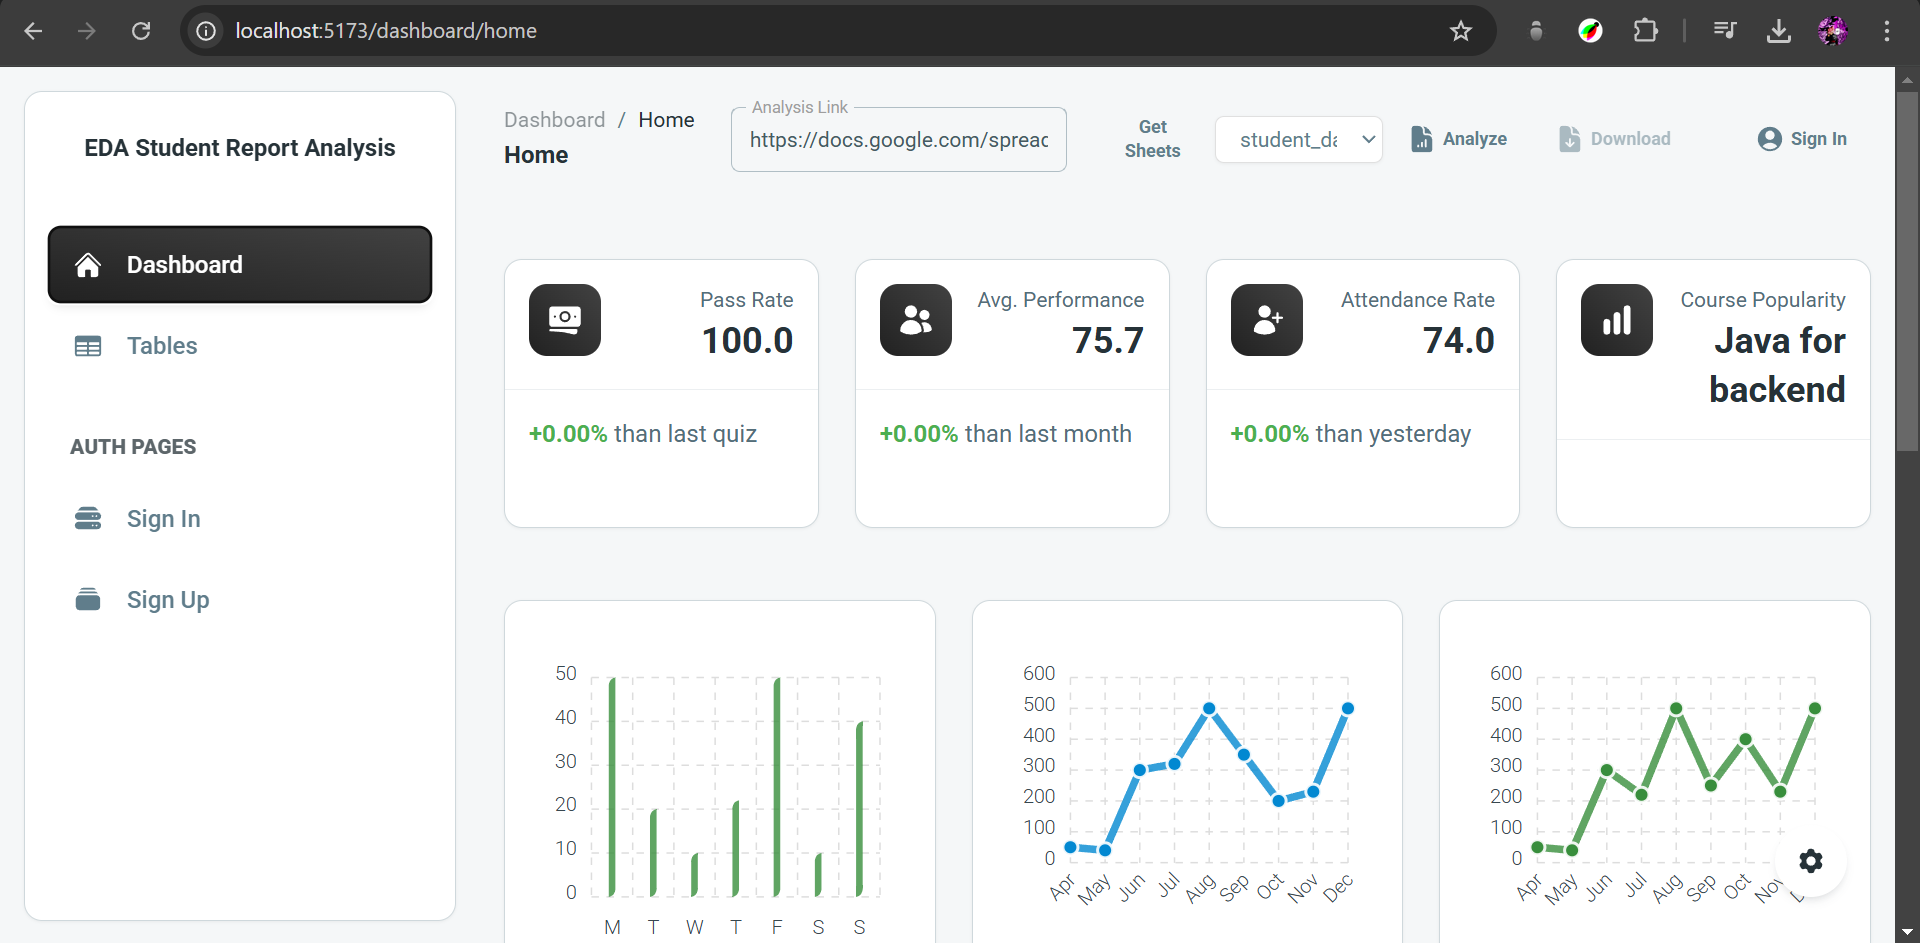 localhost:5173/dashboard/home
EDA Student Report Analysis
Dashboard
Tables
AUTH PAGES
Sign In
Sign Up
Dashboard / Home
Home
Analysis Link
https://docs.google.com/spreac
Get
Sheets
student_da
Analyze
Download
Sign In
Pass Rate
100.0
+0.00% than last quiz
Avg. Performance
75.7
+0.00% than last month
Attendance Rate
74.0
+0.00% than yesterday
Course Popularity
Java for
backend
50
40
30
20
10
0
M T W T F S S
600
500
400
300
200
100
0
Apr May Jun Jul Aug Sep Oct Nov Dec
600
500
400
300
200
100
0
Apr May Jun Jul Aug Sep Oct